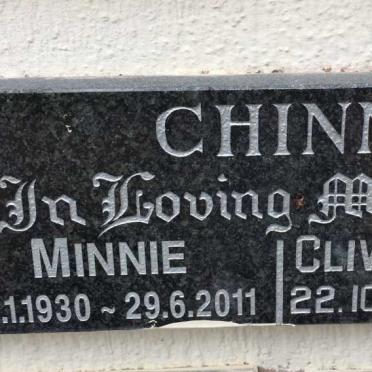 CHINN
In Loving M
MINNIE CLIV
.1.1930 ~ 29.6.2011 22.10